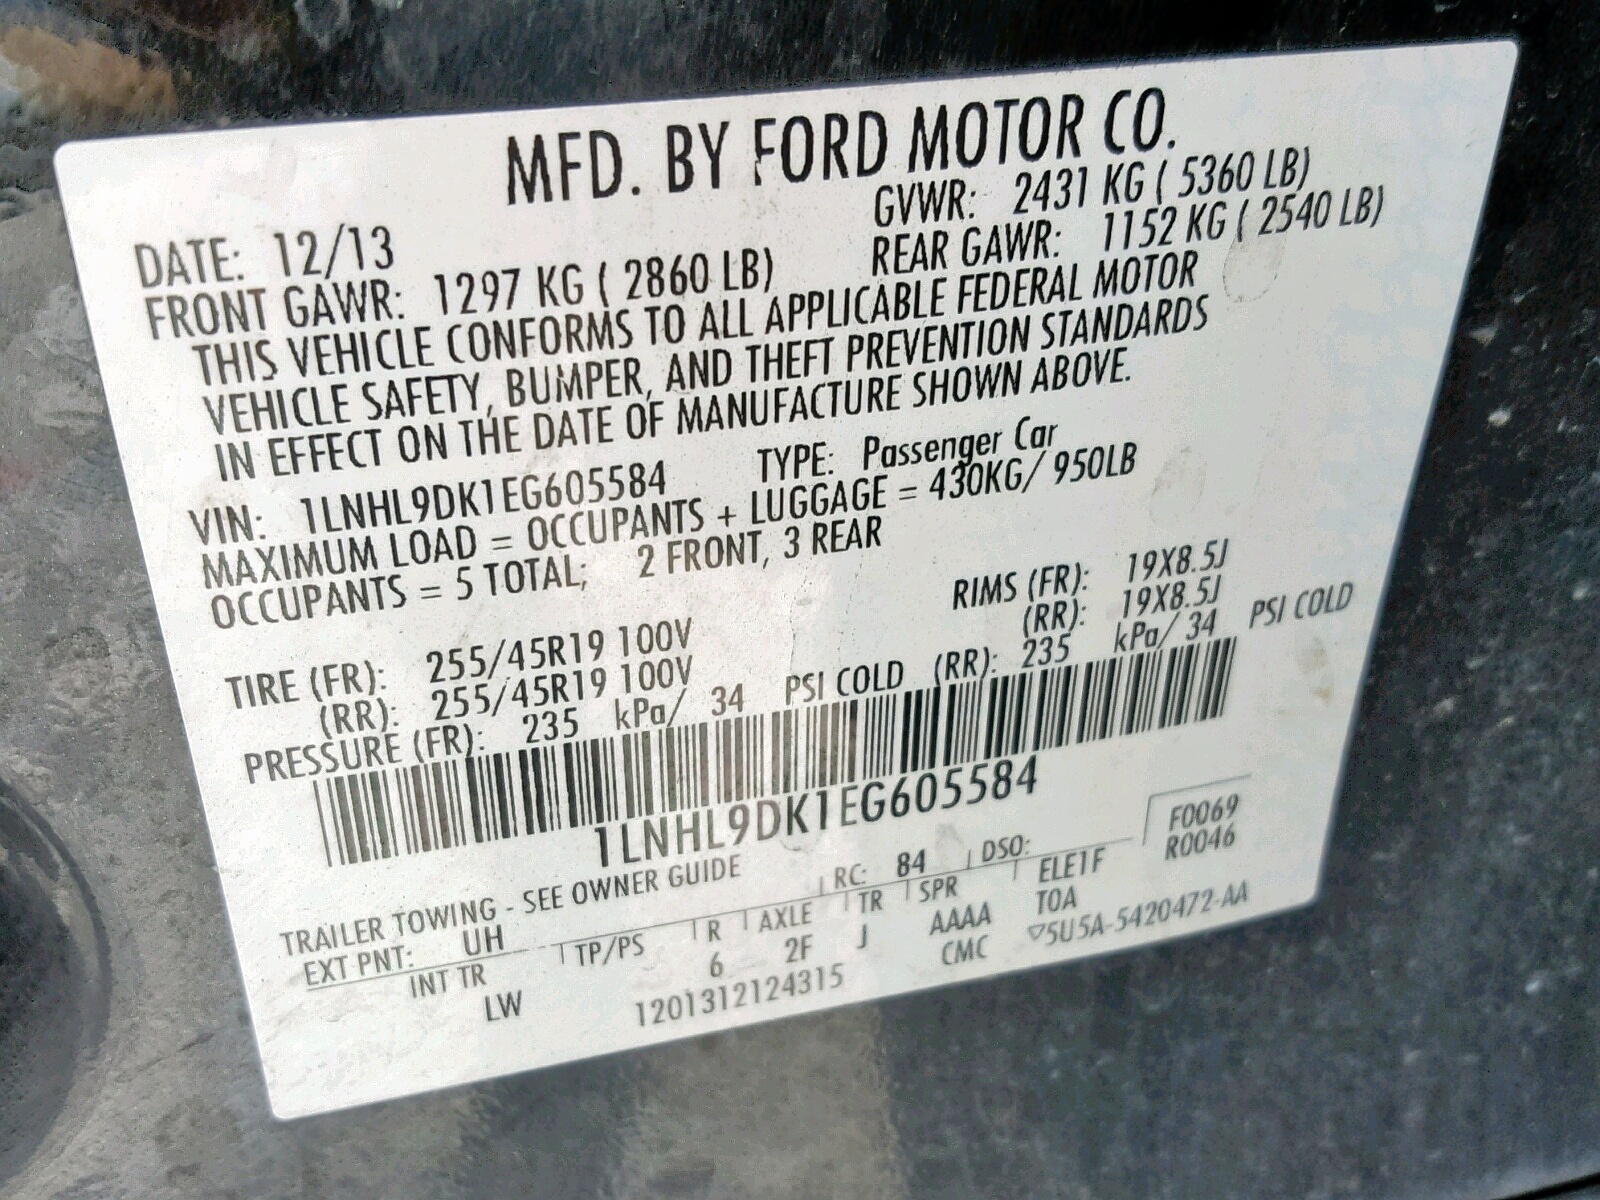 MFD. BY FORD MOTOR CO.
DATE: 12/13 GVWR: 2431 KG ( 5360 LB)
FRONT GAWR: 1297 KG ( 2860 LB) REAR GAWR: 1152 KG ( 2540 LB)
THIS VEHICLE CONFORMS TO ALL APPLICABLE FEDERAL MOTOR
VEHICLE SAFETY, BUMPER, AND THEFT PREVENTION STANDARDS
IN EFFECT ON THE DATE OF MANUFACTURE SHOWN ABOVE.
VIN: 1LNHL9DK1EG605584 TYPE: Passenger Car
MAXIMUM LOAD = OCCUPANTS + LUGGAGE = 430KG/ 950LB
OCCUPANTS = 5 TOTAL; 2 FRONT, 3 REAR
TIRE (FR): 255/45R19 100V RIMS (FR): 19X8.5J
(RR): 255/45R19 100V (RR): 19X8.5J
PRESSURE (FR): 235 kPa/ 34 PSI COLD (RR): 235 kPa/ 34 PSI COLD
1LNHL9DK1EG605584
F0069
TRAILER TOWING - SEE OWNER GUIDE RC: 84 DSO: R0046
EXT PNT: UH TP/PS R AXLE TR SPR ELE1F
INT TR 6 2F J AAAA TOA
LW 1201312124315 CMC ▽5U5A-5420472-AA